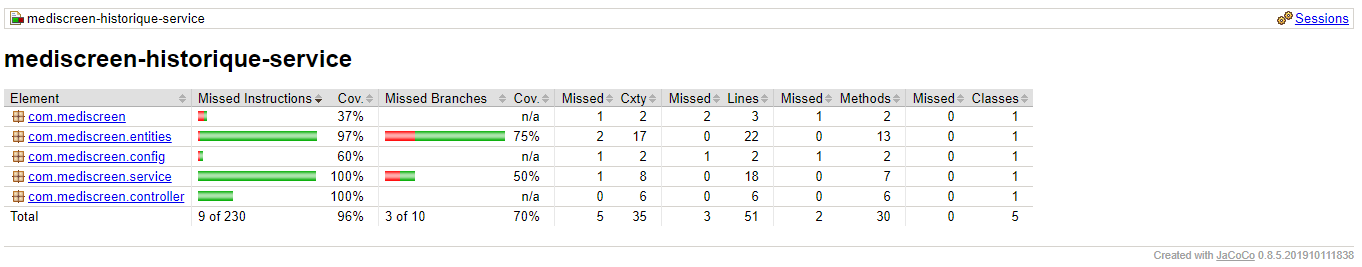 mediscreen-historique-service Sessions
mediscreen-historique-service
Element Missed Instructions Cov. Missed Branches Cov. Missed Cxty Missed Lines Missed Methods Missed Classes
com.mediscreen 37% n/a 1 2 2 3 1 2 0 1
com.mediscreen.entities 97% 75% 2 17 0 22 0 13 0 1
com.mediscreen.config 60% n/a 1 2 1 2 1 2 0 1
com.mediscreen.service 100% 50% 1 8 0 18 0 7 0 1
com.mediscreen.controller 100% n/a 0 6 0 6 0 6 0 1
Total 9 of 230 96% 3 of 10 70% 5 35 3 51 2 30 0 5
Created with JaCoCo 0.8.5.201910111838